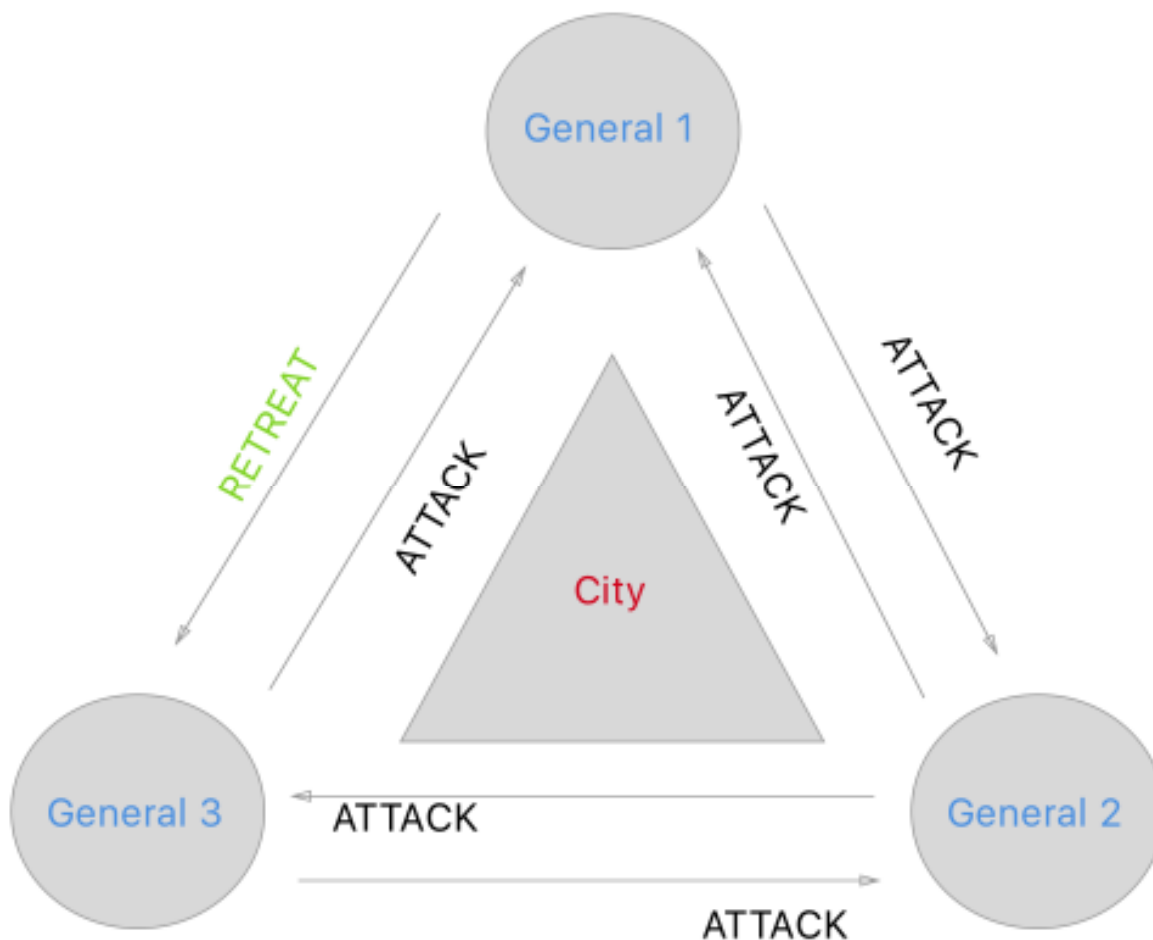 General 1
RETREAT
ATTACK
ATTACK
ATTACK
City
General 3
ATTACK
General 2
ATTACK